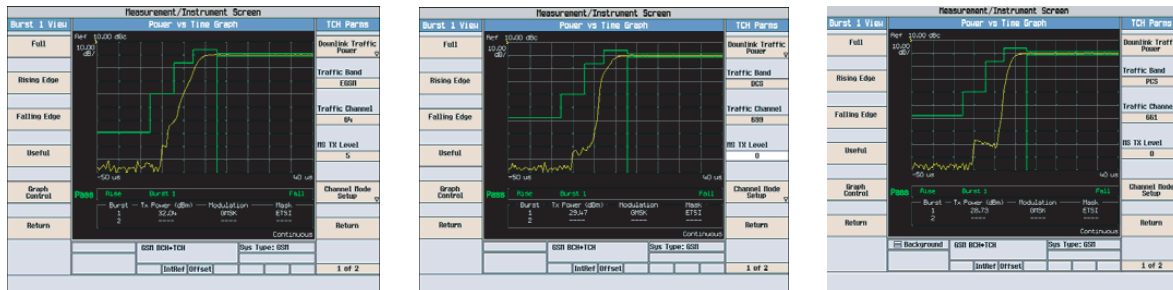 Measurement/Instrument Screen
Burst 1 View
Power vs Time Graph
TCH Parms
Full
Ref 10.00 dBc
10.00
dB/
Downlink Traffic
Power
Rising Edge
Traffic Band
EGSM
Falling Edge
Traffic Channel
64
Useful
MS TX Level
5
-50 us
40 us
Graph
Control
Pass
Rise
Burst 1
Fall
Channel Mode
Setup
Burst
Tx Power (dBm)
Modulation
Mask
1
32.04
GMSK
ETSI
2
----
----
----
Return
Continuous
Return
GSM BCH+TCH
Sys Type: GSM
IntRef
Offset
1 of 2
Measurement/Instrument Screen
Burst 1 View
Power vs Time Graph
TCH Parms
Full
Ref 10.00 dBc
10.00
dB/
Downlink Traffic
Power
Rising Edge
Traffic Band
DCS
Falling Edge
Traffic Channel
699
Useful
MS TX Level
0
-50 us
40 us
Graph
Control
Pass
Rise
Burst 1
Fall
Channel Mode
Setup
Burst
Tx Power (dBm)
Modulation
Mask
1
29.47
GMSK
ETSI
2
----
----
----
Return
Continuous
Return
GSM BCH+TCH
Sys Type: GSM
IntRef
Offset
1 of 2
Measurement/Instrument Screen
Burst 1 View
Power vs Time Graph
TCH Parms
Full
Ref 10.00 dBc
10.00
dB/
Downlink Traffic
Power
Rising Edge
Traffic Band
PCS
Falling Edge
Traffic Channel
661
Useful
MS TX Level
0
-50 us
40 us
Graph
Control
Pass
Rise
Burst 1
Fall
Channel Mode
Setup
Burst
Tx Power (dBm)
Modulation
Mask
1
28.73
GMSK
ETSI
2
----
----
----
Return
Continuous
Return
Background
GSM BCH+TCH
Sys Type: GSM
IntRef
Offset
1 of 2